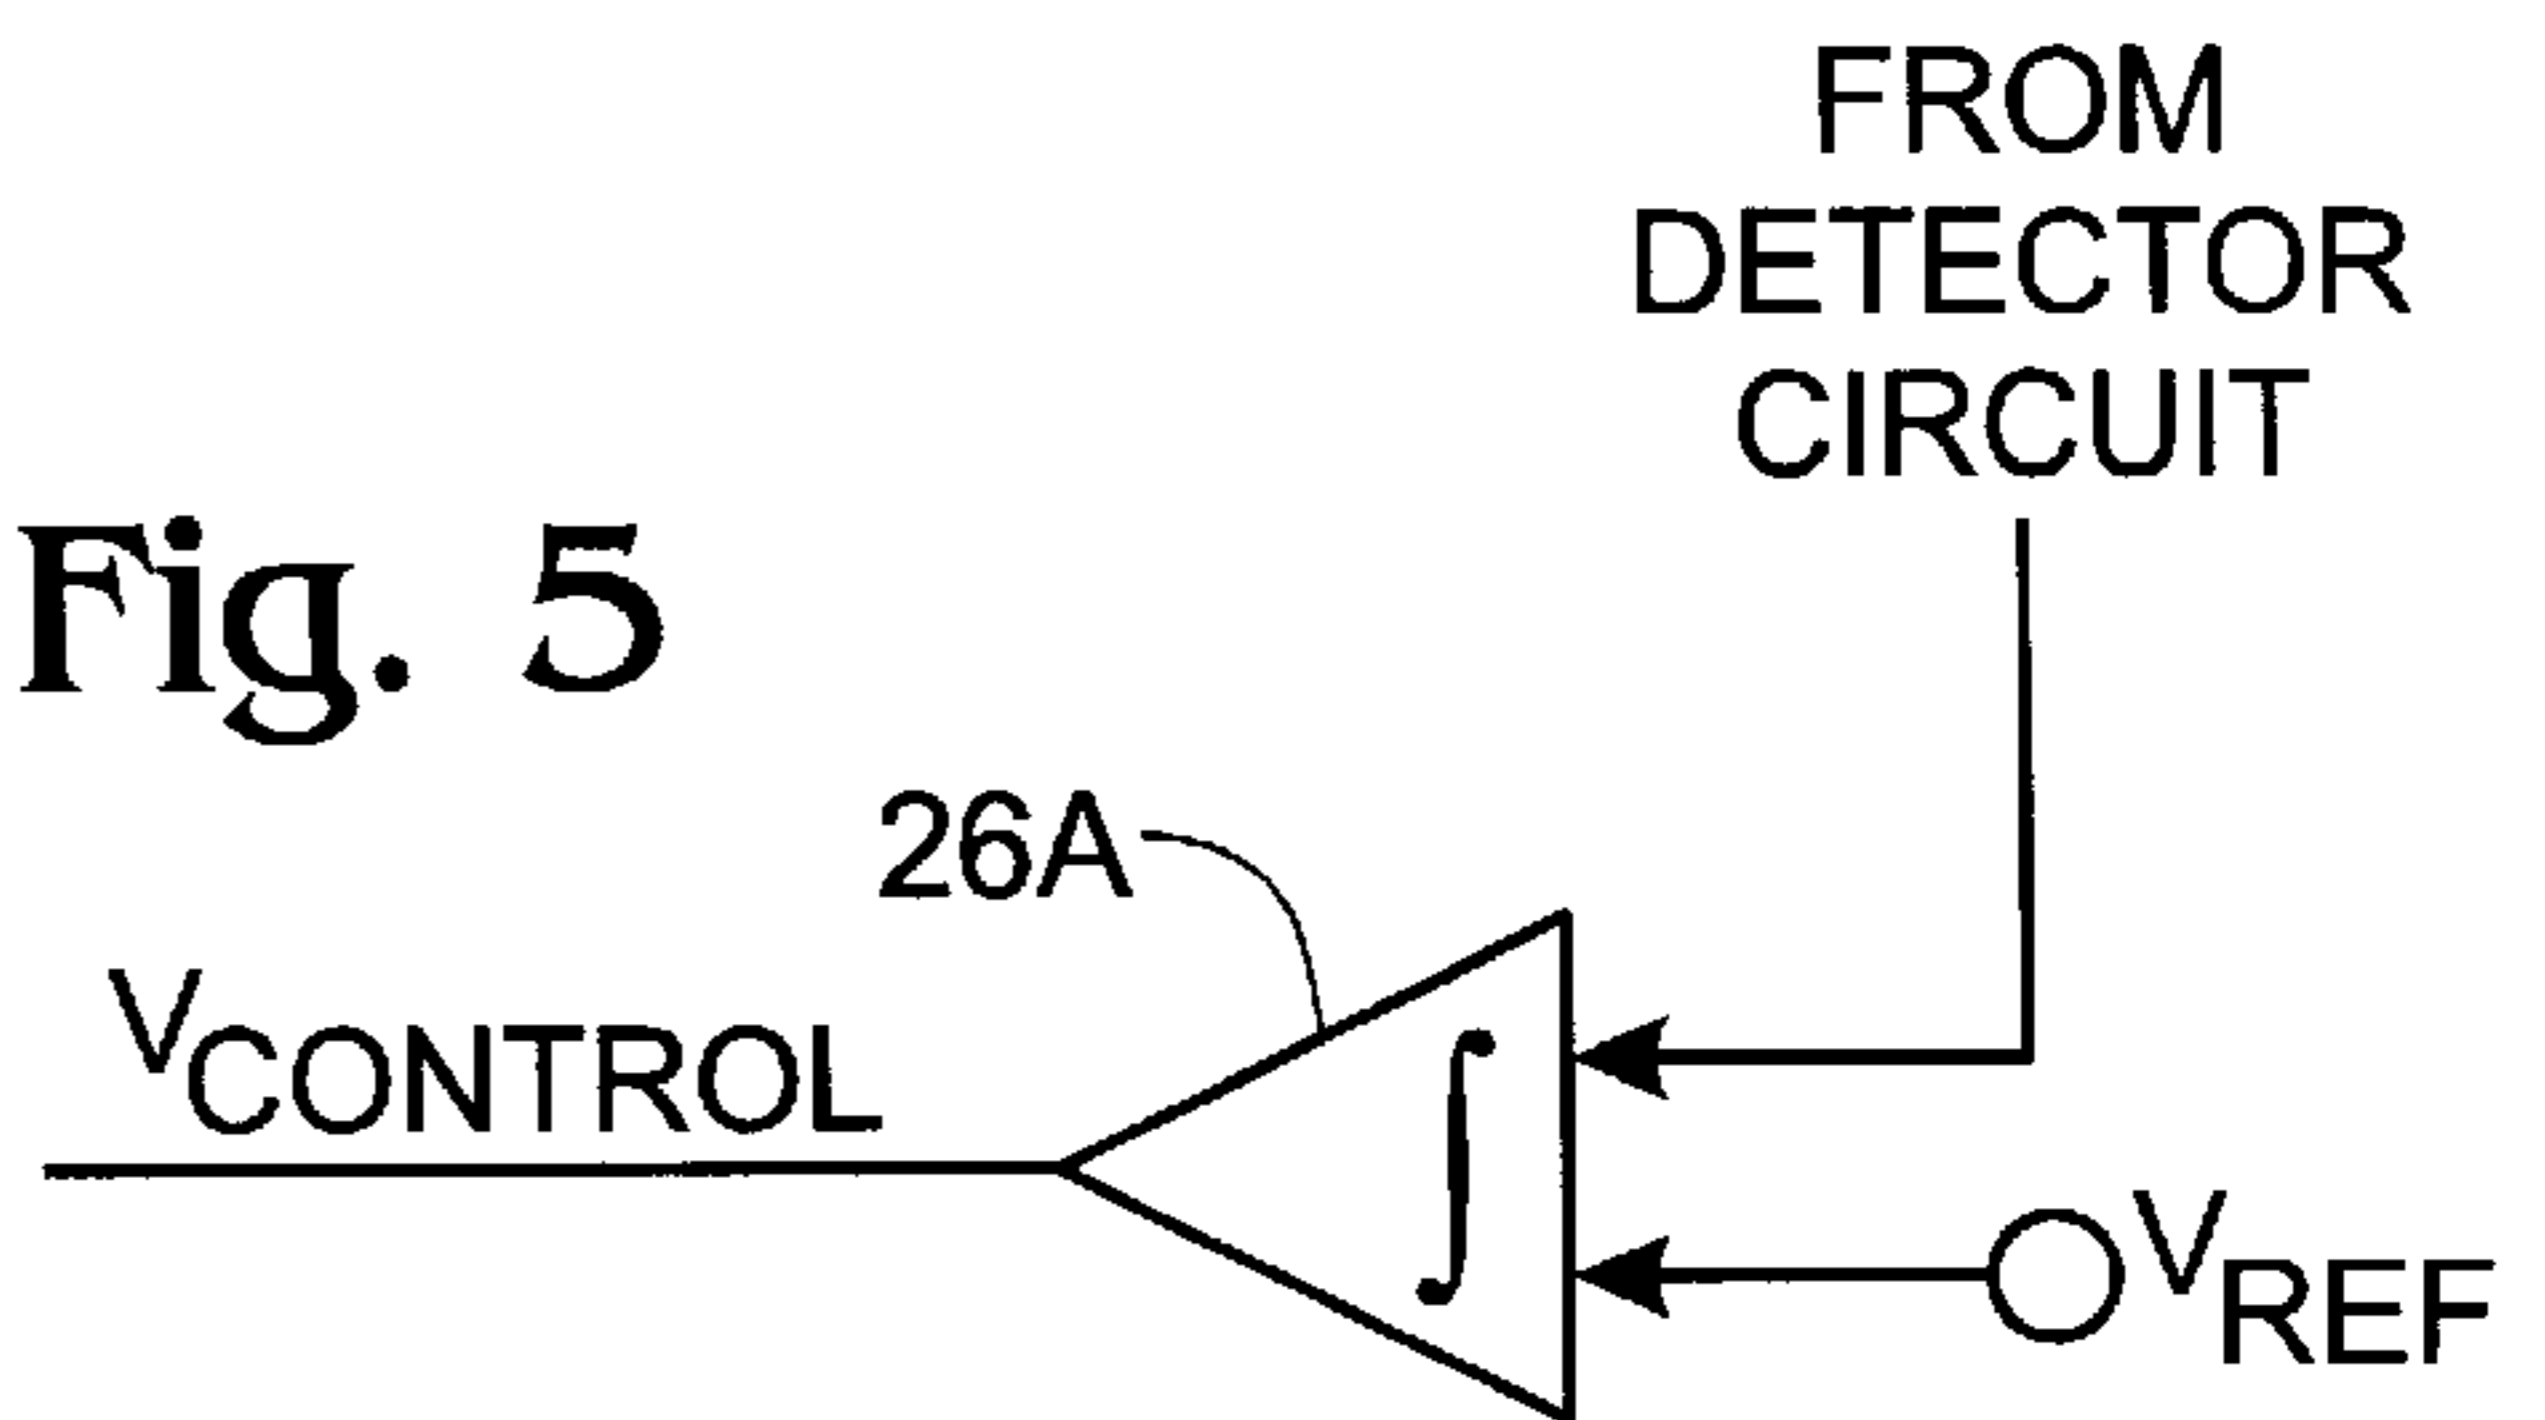 FROM
DETECTOR
CIRCUIT
Fig. 5
26A
VCONTROL
∫
VREF